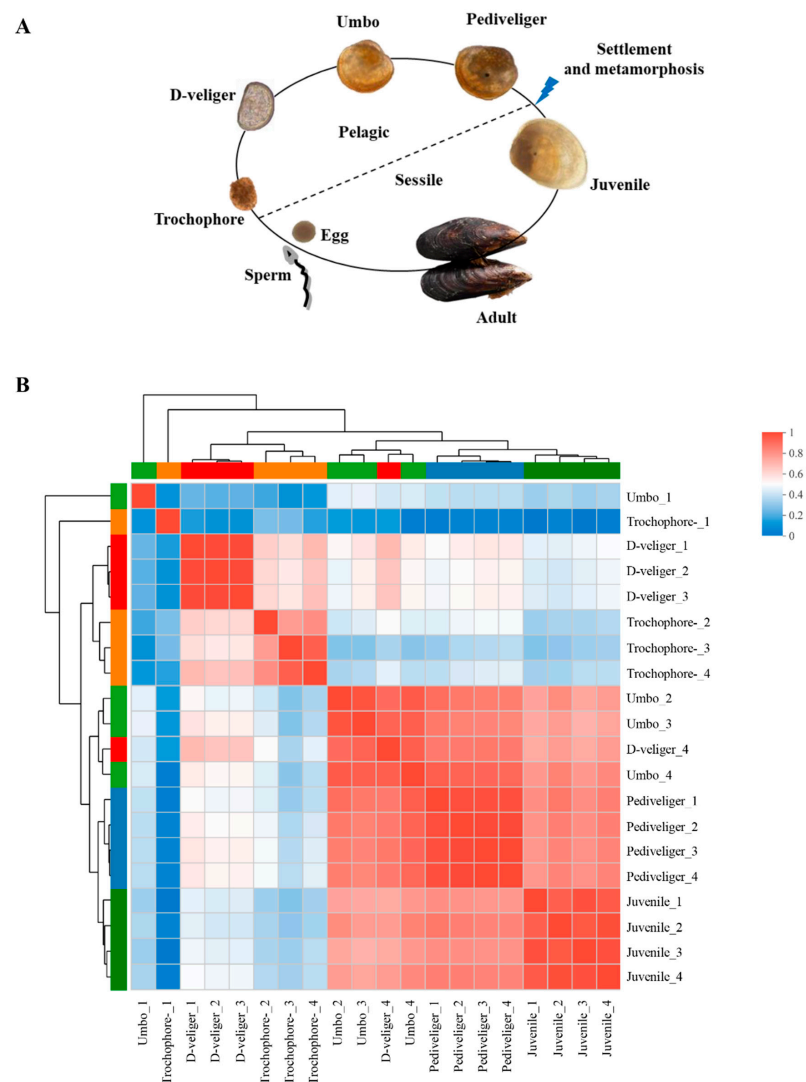 A
Umbo
Pediveliger
Settlement
and metamorphosis
D-veliger
Pelagic
Sessile
Juvenile
Trochophore
Egg
Sperm
Adult
B
1
0.8
0.6
0.4
0.2
0
Umbo_1
Trochophore-_1
D-veliger_1
D-veliger_2
D-veliger_3
Trochophore-_2
Trochophore-_3
Trochophore-_4
Umbo_2
Umbo_3
D-veliger_4
Umbo_4
Pediveliger_1
Pediveliger_2
Pediveliger_3
Pediveliger_4
Juvenile_1
Juvenile_2
Juvenile_3
Juvenile_4
Umbo_1
Trochophore-_1
D-veliger_1
D-veliger_2
D-veliger_3
Trochophore-_2
Trochophore-_3
Trochophore-_4
Umbo_2
Umbo_3
D-veliger_4
Umbo_4
Pediveliger_1
Pediveliger_2
Pediveliger_3
Pediveliger_4
Juvenile_1
Juvenile_2
Juvenile_3
Juvenile_4